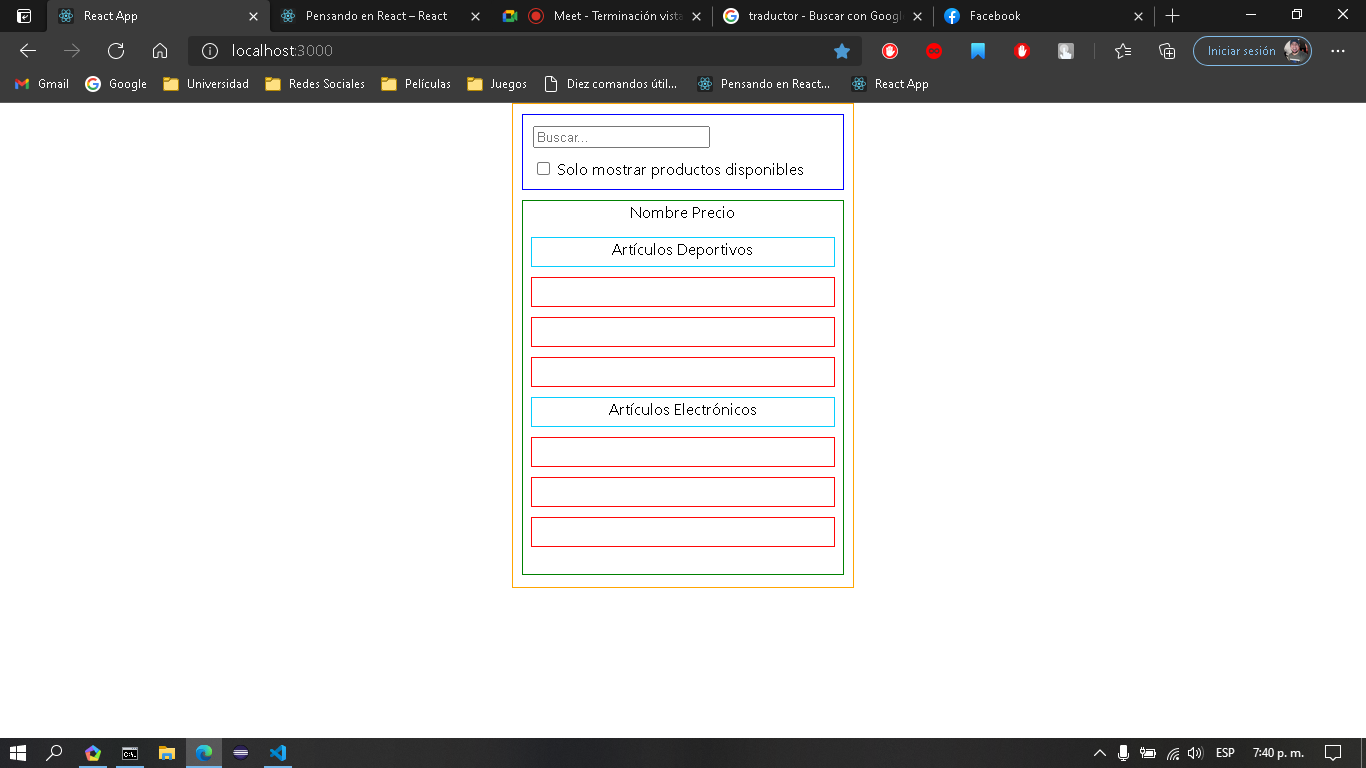 React App
Pensando en React – React
Meet - Terminación vista
traductor - Buscar con Google
Facebook
localhost:3000
Iniciar sesión
Gmail
Google
Universidad
Redes Sociales
Películas
Juegos
Diez comandos útil...
Pensando en React...
React App
Buscar...
Solo mostrar productos disponibles
Nombre Precio
Artículos Deportivos
Artículos Electrónicos
ESP
7:40 p. m.